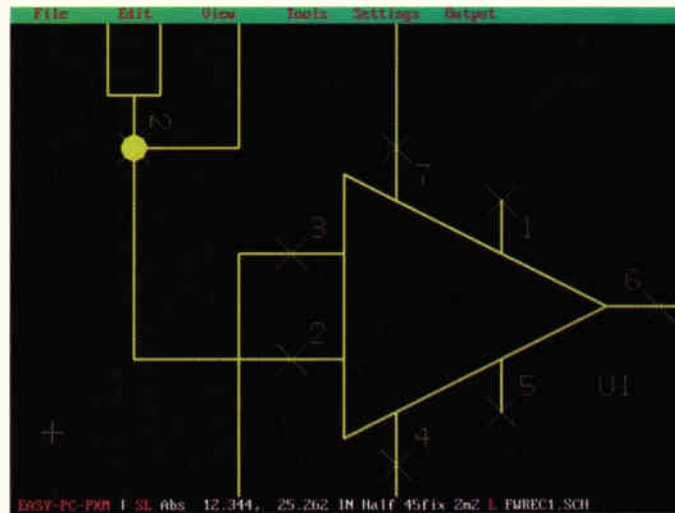 File Edit View Tools Settings Output
2
7
3
1
6
2
5
U1
4
EASY-PC-PXM | SL Abs 12.344, 25.262 IN Half 45fix 2m2 L FWREC1.SCH